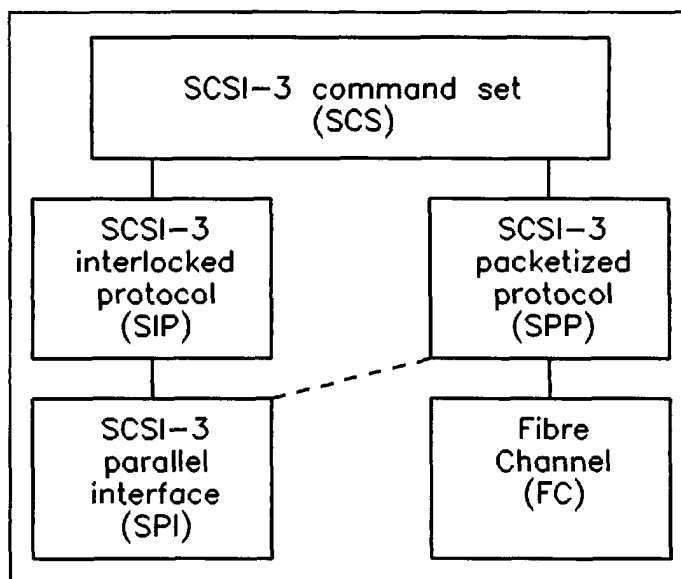 SCSI-3 command set
(SCS)
SCSI-3
interlocked
protocol
(SIP)
SCSI-3
packetized
protocol
(SPP)
SCSI-3
parallel
interface
(SPI)
Fibre
Channel
(FC)